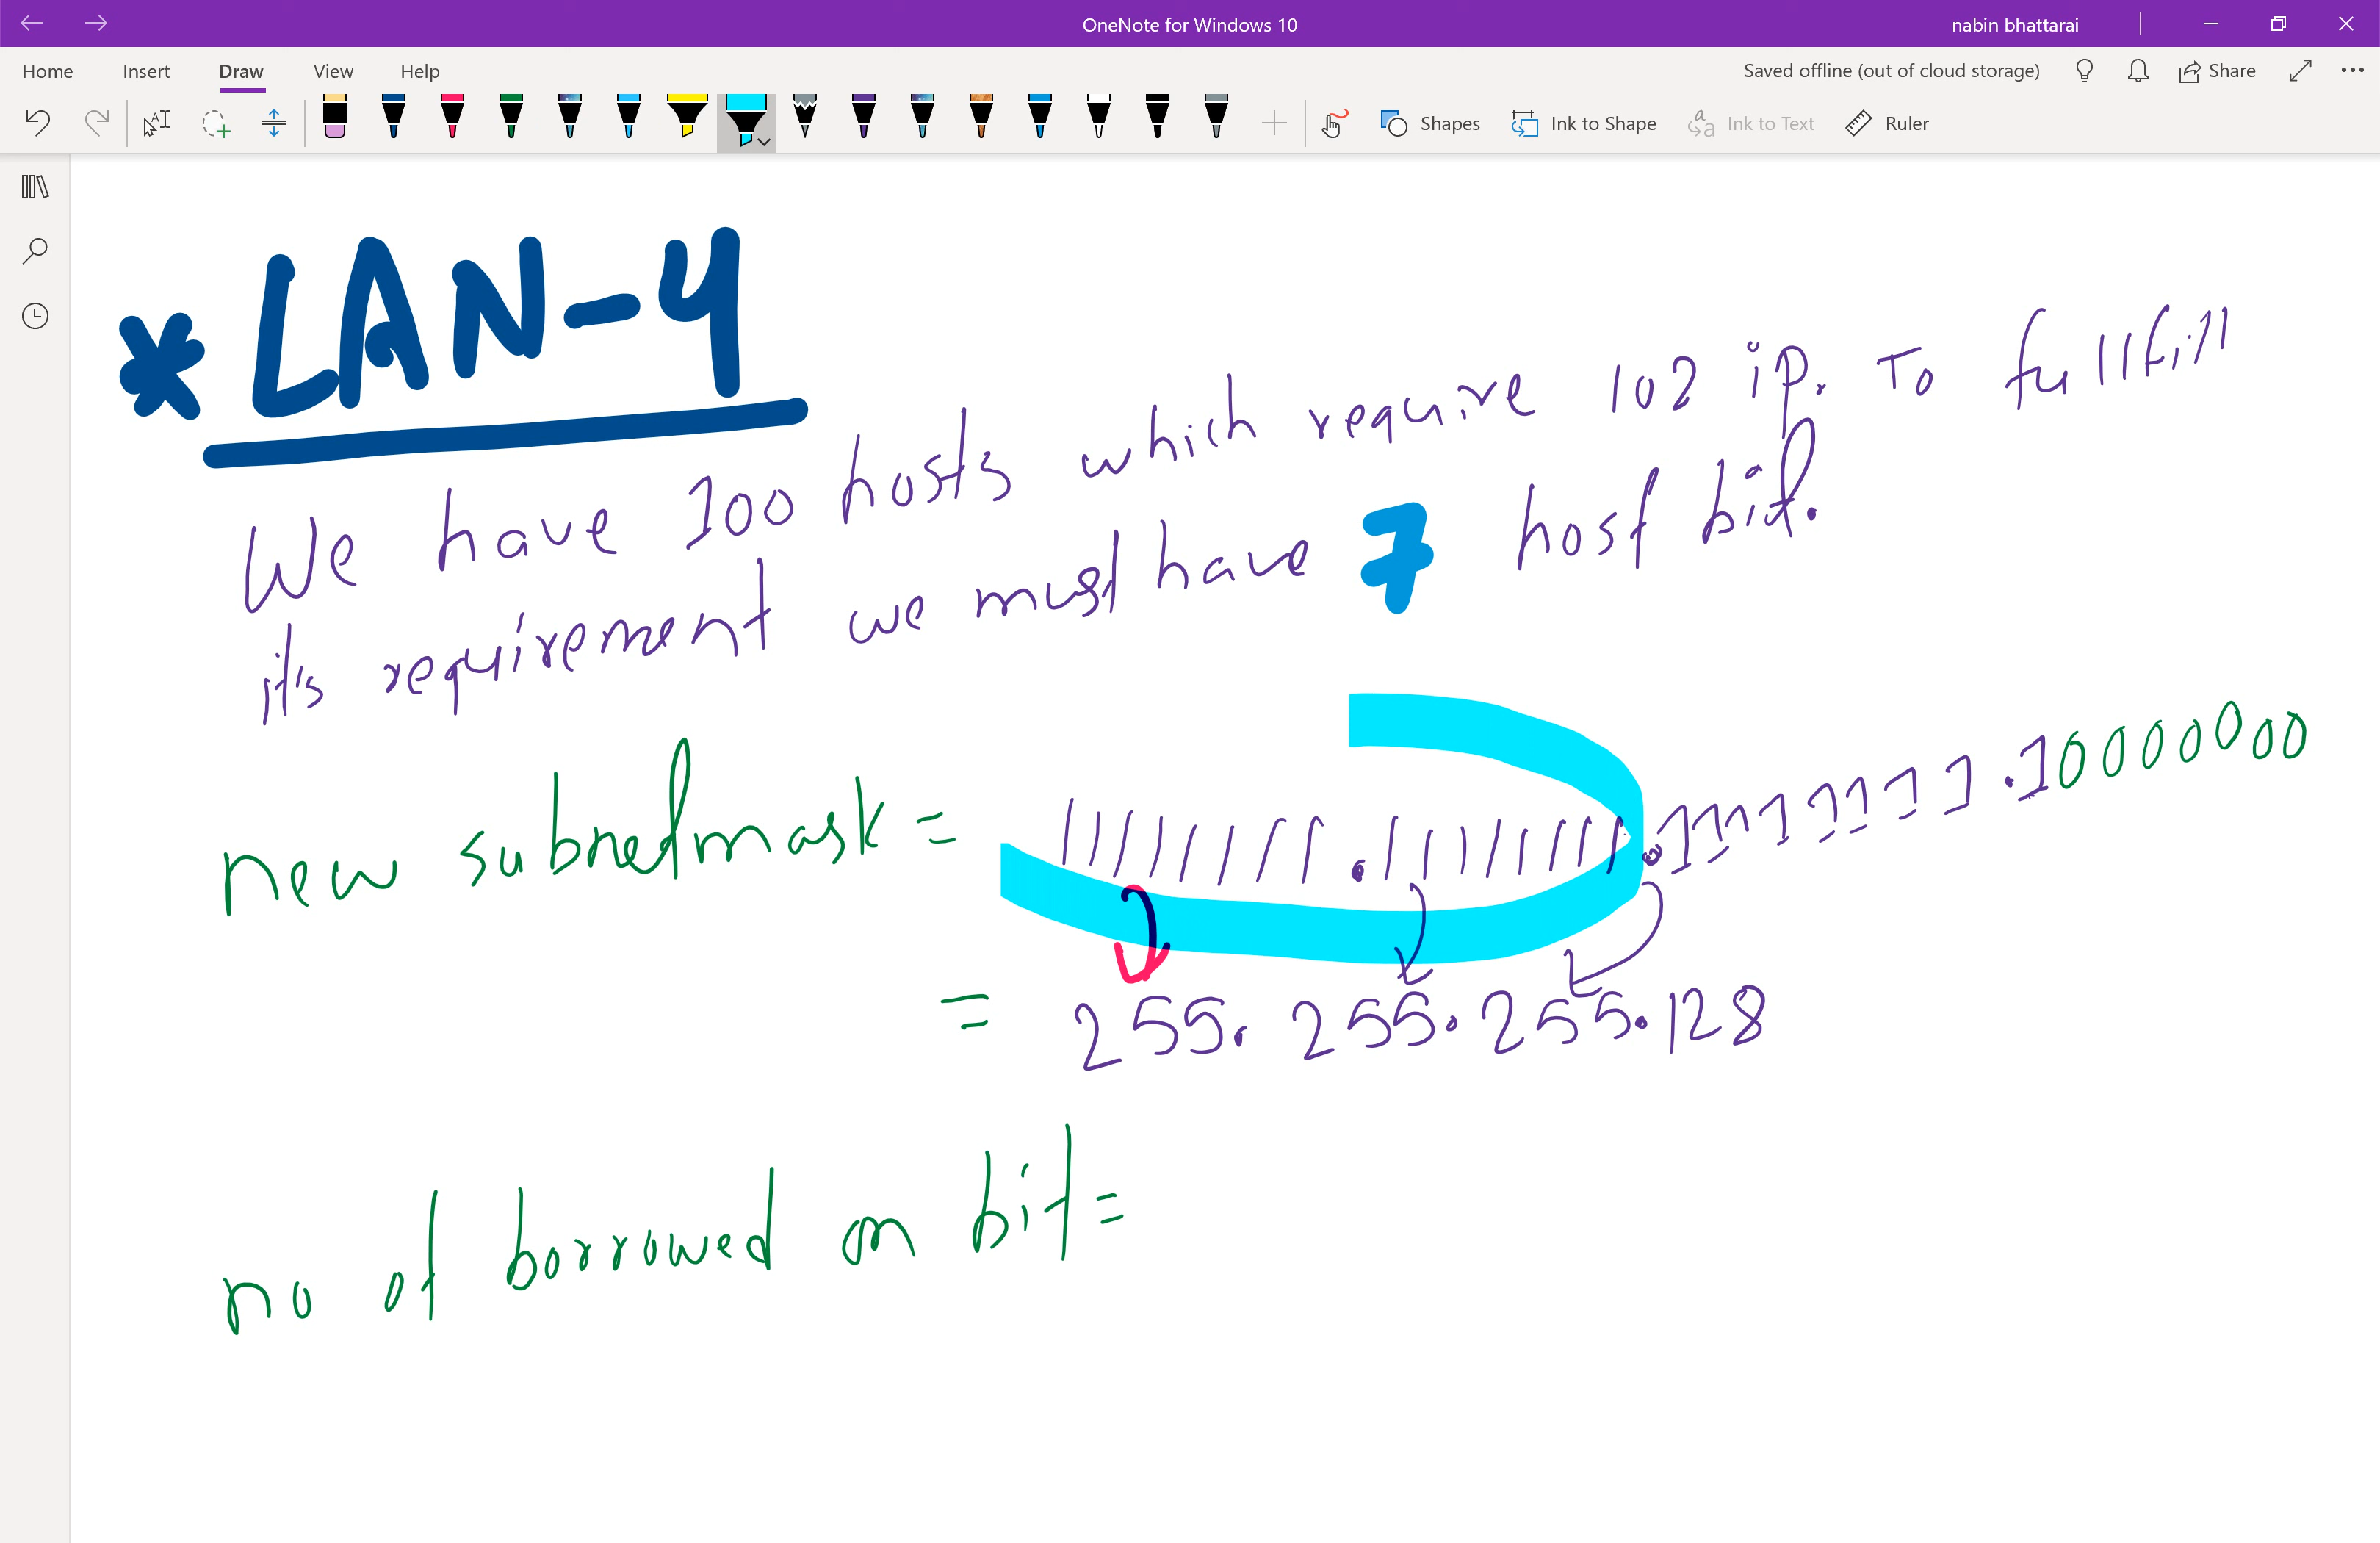 OneNote for Windows 10
nabin bhattarai
Home Insert Draw View Help
Saved offline (out of cloud storage) Share
Shapes Ink to Shape Ink to Text Ruler
* LAN-4
We have 100 hosts which require 102 ip. To fullfill
it's requirement we must have 7 host bit.
new subnetmask = 11111111.11111111.11111111.10000000
= 255.255.255.128
no of borrowed on bit =